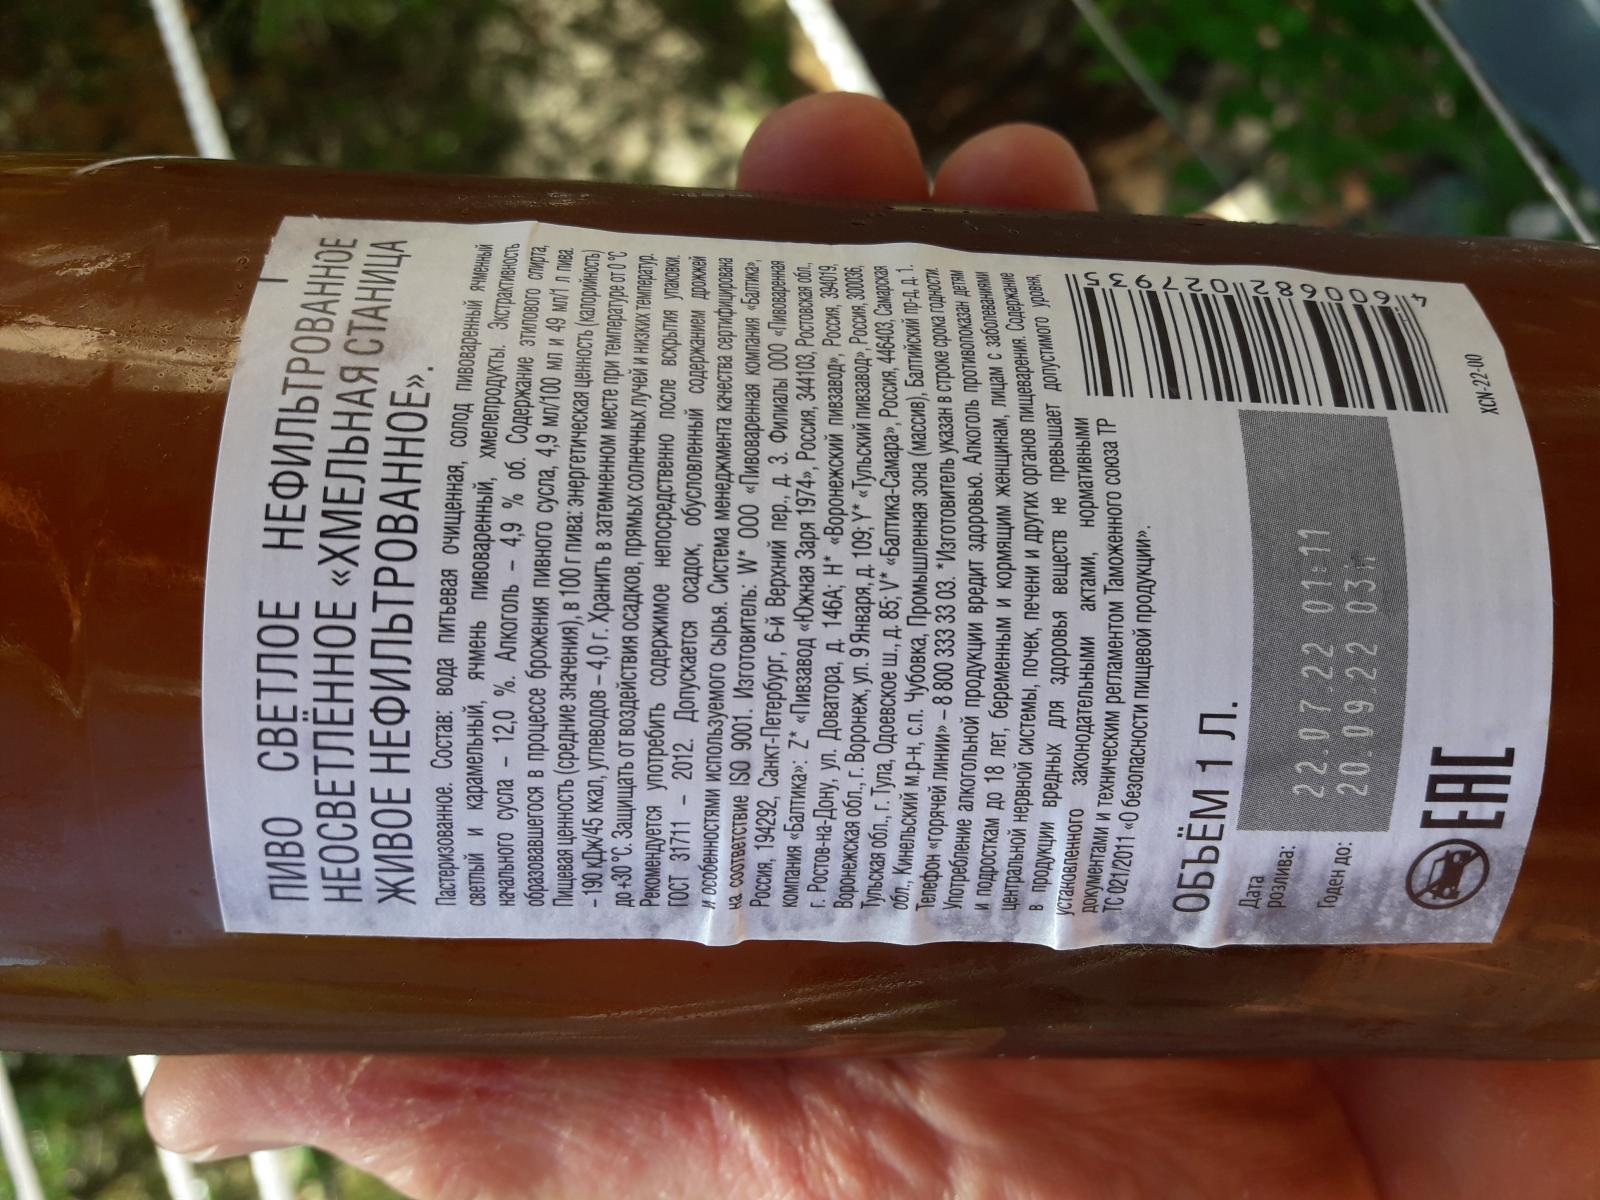 ПИВО СВЕТЛОЕ НЕФИЛЬТРОВАННОЕ
НЕОСВЕТЛЁННОЕ «ХМЕЛЬНАЯ СТАНИЦА
ЖИВОЕ НЕФИЛЬТРОВАННОЕ».
Пастеризованное. Состав: вода питьевая очищенная, солод пивоваренный ячменный
светлый и карамельный, ячмень пивоваренный, хмелепродукты. Экстрактивность
начального сусла – 12,0 %. Алкоголь – 4,9 % об. Содержание этилового спирта,
образовавшегося в процессе брожения пивного сусла, 4,9 мл/100 мл и 49 мл/1 л пива.
Пищевая ценность (средние значения), в 100 г пива: энергетическая ценность (калорийность)
– 190 кДж/45 ккал, углеводов – 4,0 г. Хранить в затемненном месте при температуре от 0 °С
до +30 °С. Защищать от воздействия осадков, прямых солнечных лучей и низких температур.
Рекомендуется употребить содержимое непосредственно после вскрытия упаковки.
ГОСТ 31711 – 2012. Допускается осадок, обусловленный содержанием дрожжей
и особенностями используемого сырья. Система менеджмента качества сертифицирована
на соответствие ISO 9001. Изготовитель: W* ООО «Пивоваренная компания «Балтика»,
Россия, 194292, Санкт-Петербург, 6-й Верхний пер., д. 3. Филиалы ООО «Пивоваренная
компания «Балтика»: Z* «Пивзавод «Южная Заря 1974», Россия, 344103, Ростовская обл.,
г. Ростов-на-Дону, ул. Доватора, д. 146А; Н* «Воронежский пивзавод», Россия, 394019,
Воронежская обл., г. Воронеж, ул. 9 Января, д. 109; Y* «Тульский пивзавод», Россия, 300036,
Тульская обл., г. Тула, Одоевское ш., д. 85; V* «Балтика-Самара», Россия, 446403, Самарская
обл., Кинельский м.р-н, с.п. Чубовка, Промышленная зона (массив), Балтийский пр-д, д. 1.
Телефон «горячей линии» – 8 800 333 33 03. *Изготовитель указан в строке срока годности.
Употребление алкогольной продукции вредит здоровью. Алкоголь противопоказан детям
и подросткам до 18 лет, беременным и кормящим женщинам, лицам с заболеваниями
центральной нервной системы, почек, печени и других органов пищеварения. Содержание
в продукции вредных для здоровья веществ не превышает допустимого уровня,
установленного законодательными актами, нормативными
документами и техническим регламентом Таможенного союза ТР
ТС 021/2011 «О безопасности пищевой продукции».
ОБЪЁМ 1 Л.
Дата
розлива:
22.07.22 01:11
Годен до:
20.09.22 03
4 600682 027935
ХСН-22-00
EAC